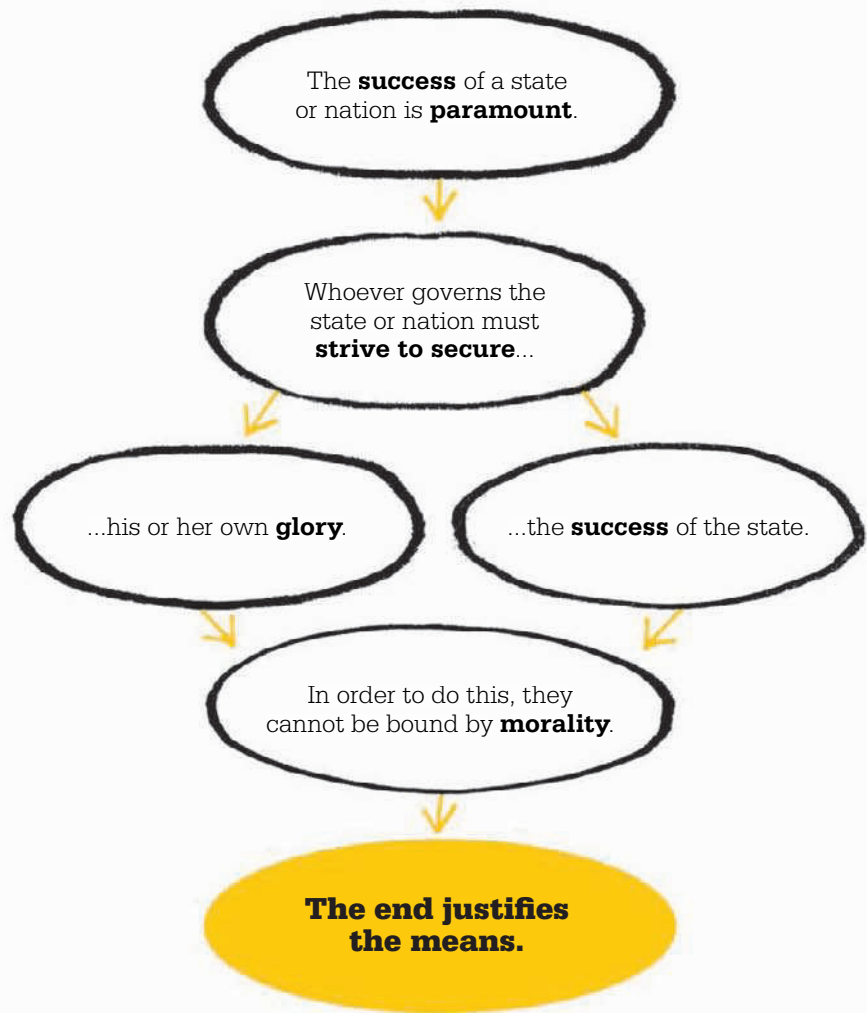 The success of a state
or nation is paramount.
Whoever governs the
state or nation must
strive to secure...
...his or her own glory.
...the success of the state.
In order to do this, they
cannot be bound by morality.
The end justifies
the means.